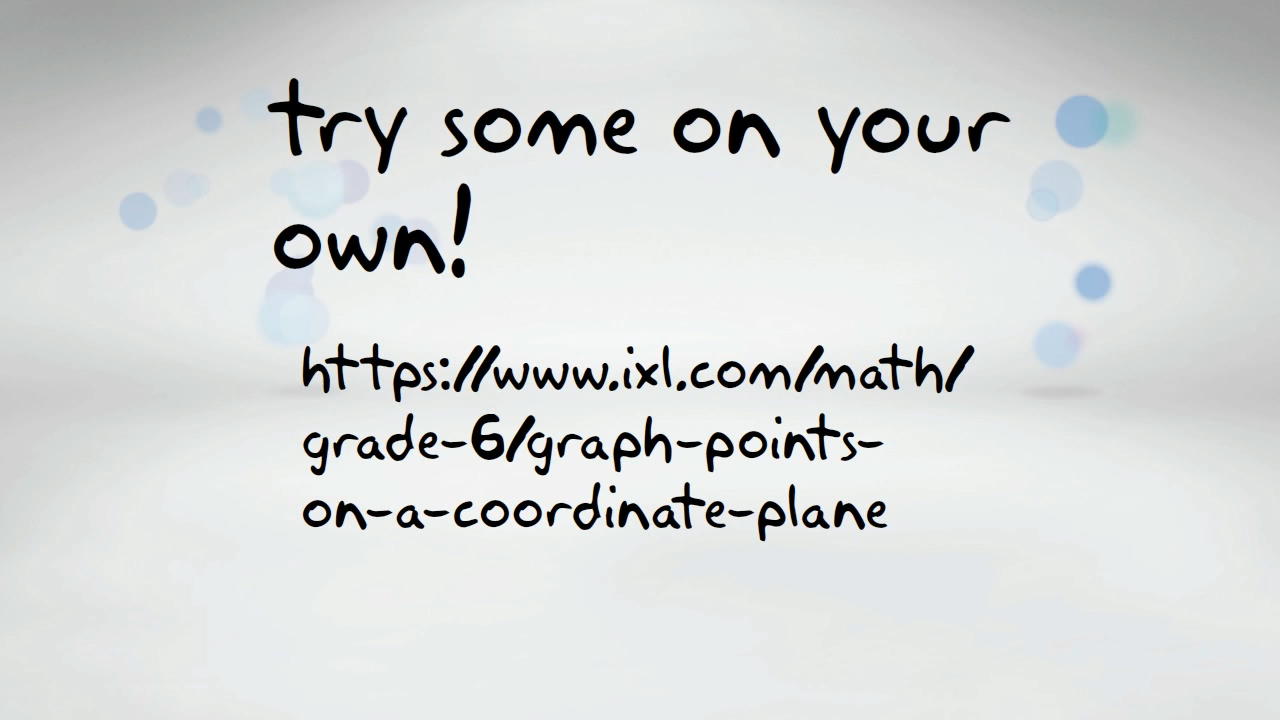 try some on your
own!
https://www.ixl.com/math/
grade-6/graph-points-
on-a-coordinate-plane